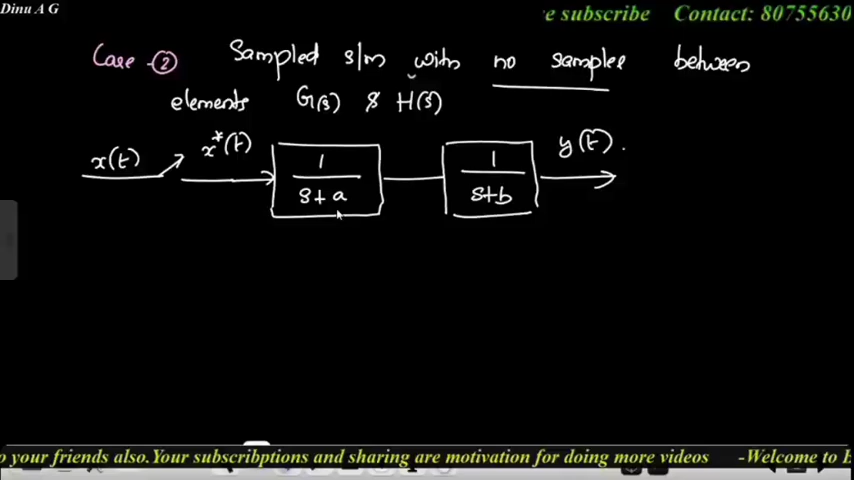 Dinu A G
e subscribe Contact: 80755630
Case -② Sampled s/m with no sampler between
elements G(s) & H(s)
x(t) x*(t) 1/(s+a) 1/(s+b) y(t).
o your friends also.Your subscribptions and sharing are motivation for doing more videos -Welcome to E